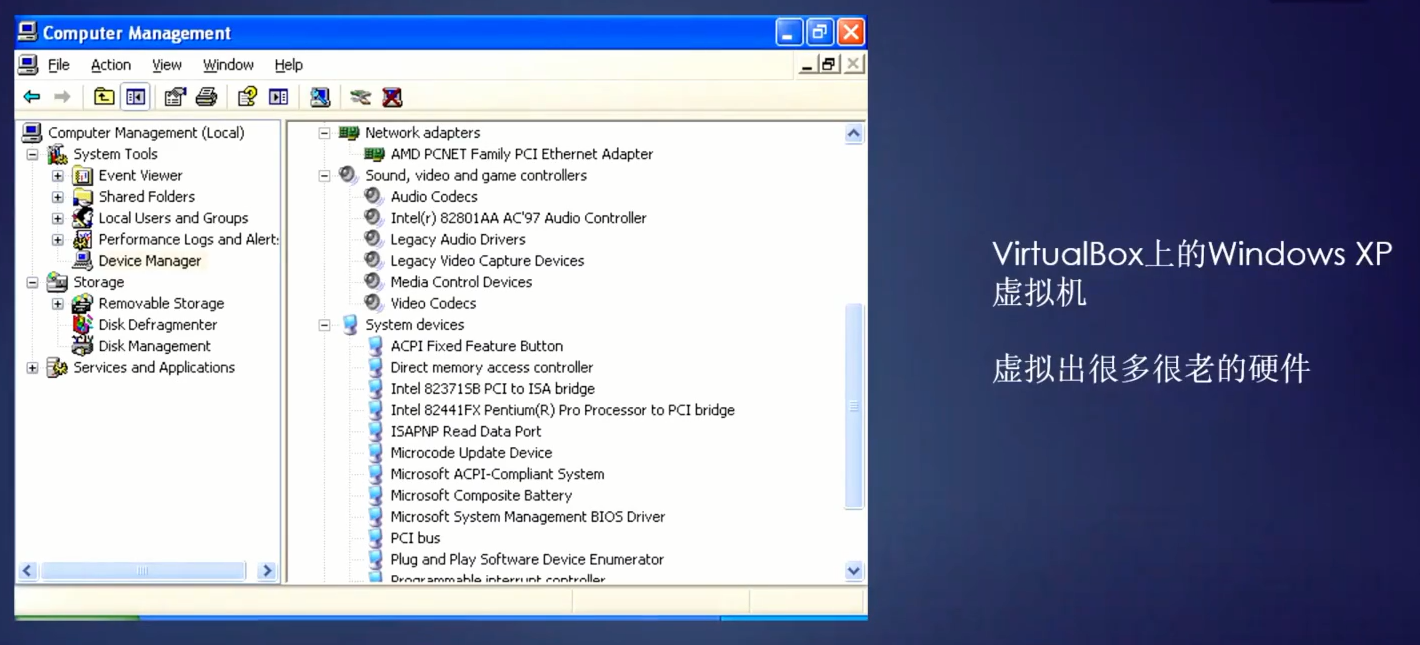 Computer Management
File Action View Window Help
Computer Management (Local)
System Tools
Event Viewer
Shared Folders
Local Users and Groups
Performance Logs and Alert:
Device Manager
Storage
Removable Storage
Disk Defragmenter
Disk Management
Services and Applications
Network adapters
AMD PCNET Family PCI Ethernet Adapter
Sound, video and game controllers
Audio Codecs
Intel(r) 82801AA AC'97 Audio Controller
Legacy Audio Drivers
Legacy Video Capture Devices
Media Control Devices
Video Codecs
System devices
ACPI Fixed Feature Button
Direct memory access controller
Intel 82371SB PCI to ISA bridge
Intel 82441FX Pentium(R) Pro Processor to PCI bridge
ISAPNP Read Data Port
Microcode Update Device
Microsoft ACPI-Compliant System
Microsoft Composite Battery
Microsoft System Management BIOS Driver
PCI bus
Plug and Play Software Device Enumerator
Programmable interrupt controller
VirtualBox上的Windows XP
虚拟机
虚拟出很多很老的硬件